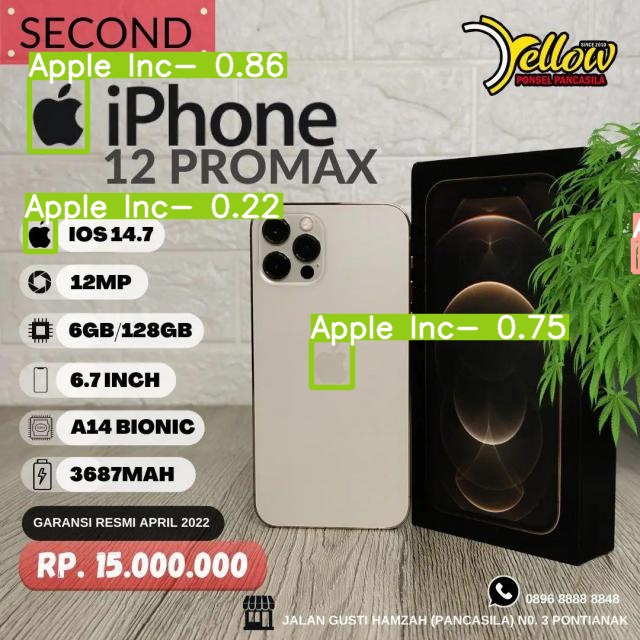 SECOND
Yellow
SINCE 2010
PONSEL PANCASILA
Apple Inc- 0.86
iPhone
12 PROMAX
Apple Inc- 0.22
IOS 14.7
12MP
6GB/128GB
Apple Inc- 0.75
6.7 INCH
A14 BIONIC
3687MAH
GARANSI RESMI APRIL 2022
RP. 15.000.000
0896 8888 8848
JALAN GUSTI HAMZAH (PANCASILA) N0. 3 PONTIANAK